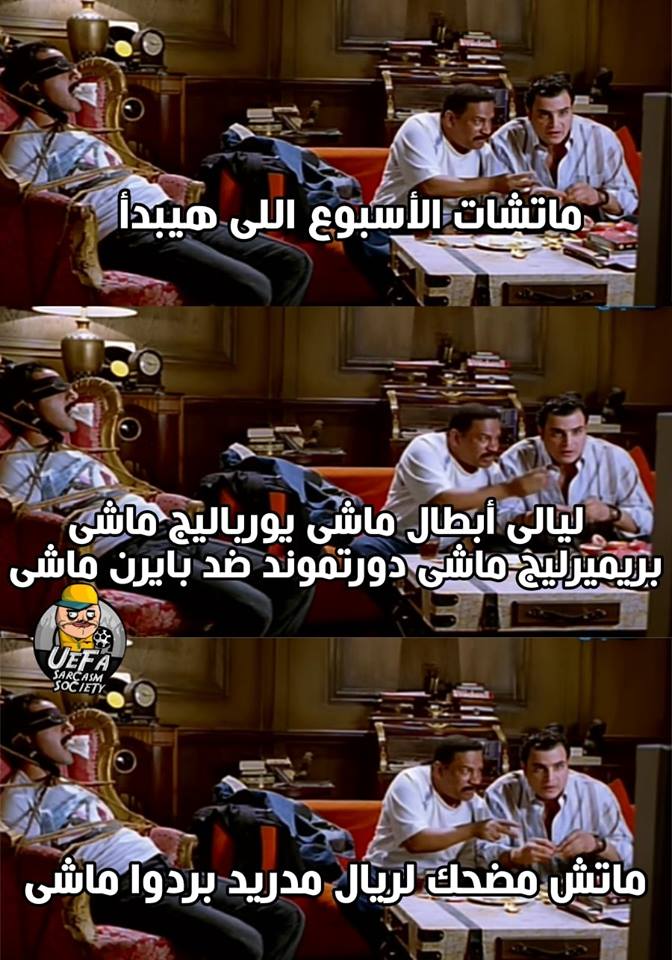 ماتشات الأسبوع اللى هيبدأ
ليالى أبطال ماشى يورباليج ماشى
بريميرليج ماشى دورتموند ضد بايرن ماشى
UEFA
SARCASM
SOCIETY
ماتش مضحك لريال مدريد بردوا ماشى